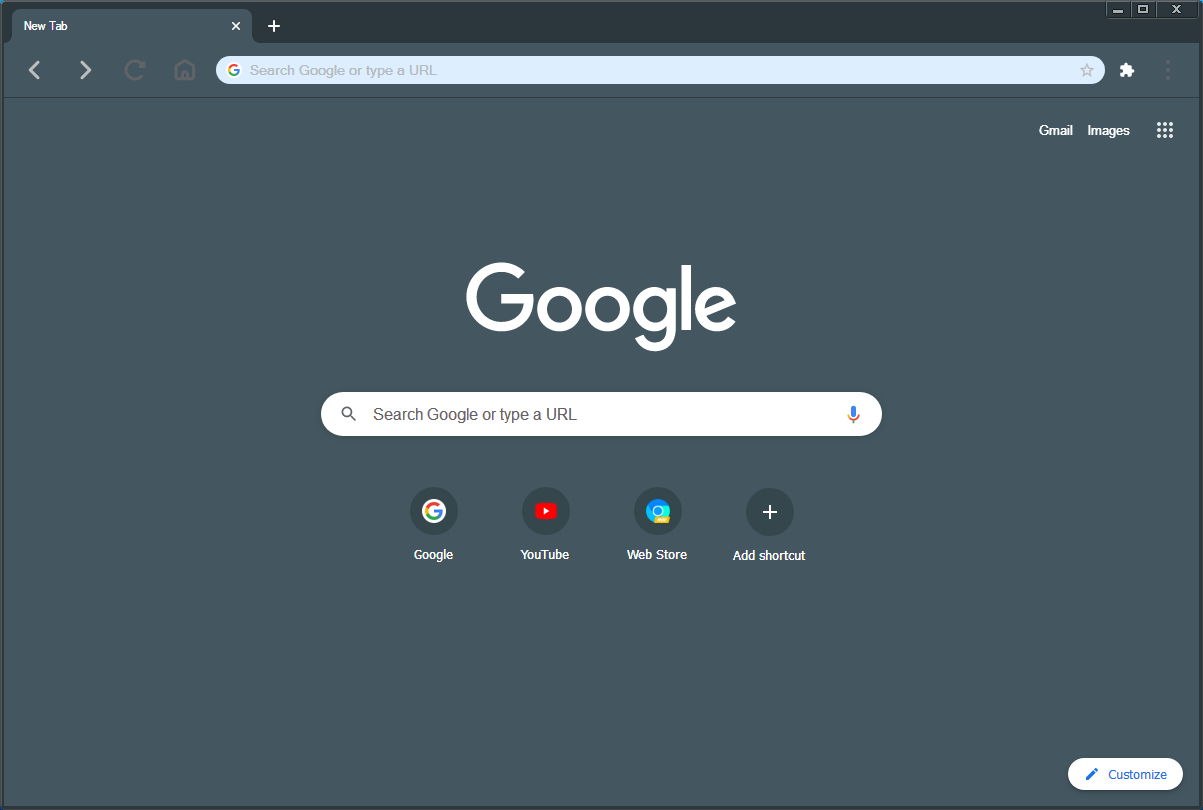 New Tab
Search Google or type a URL
Gmail Images
Google
Search Google or type a URL
Google YouTube Web Store Add shortcut
Customize